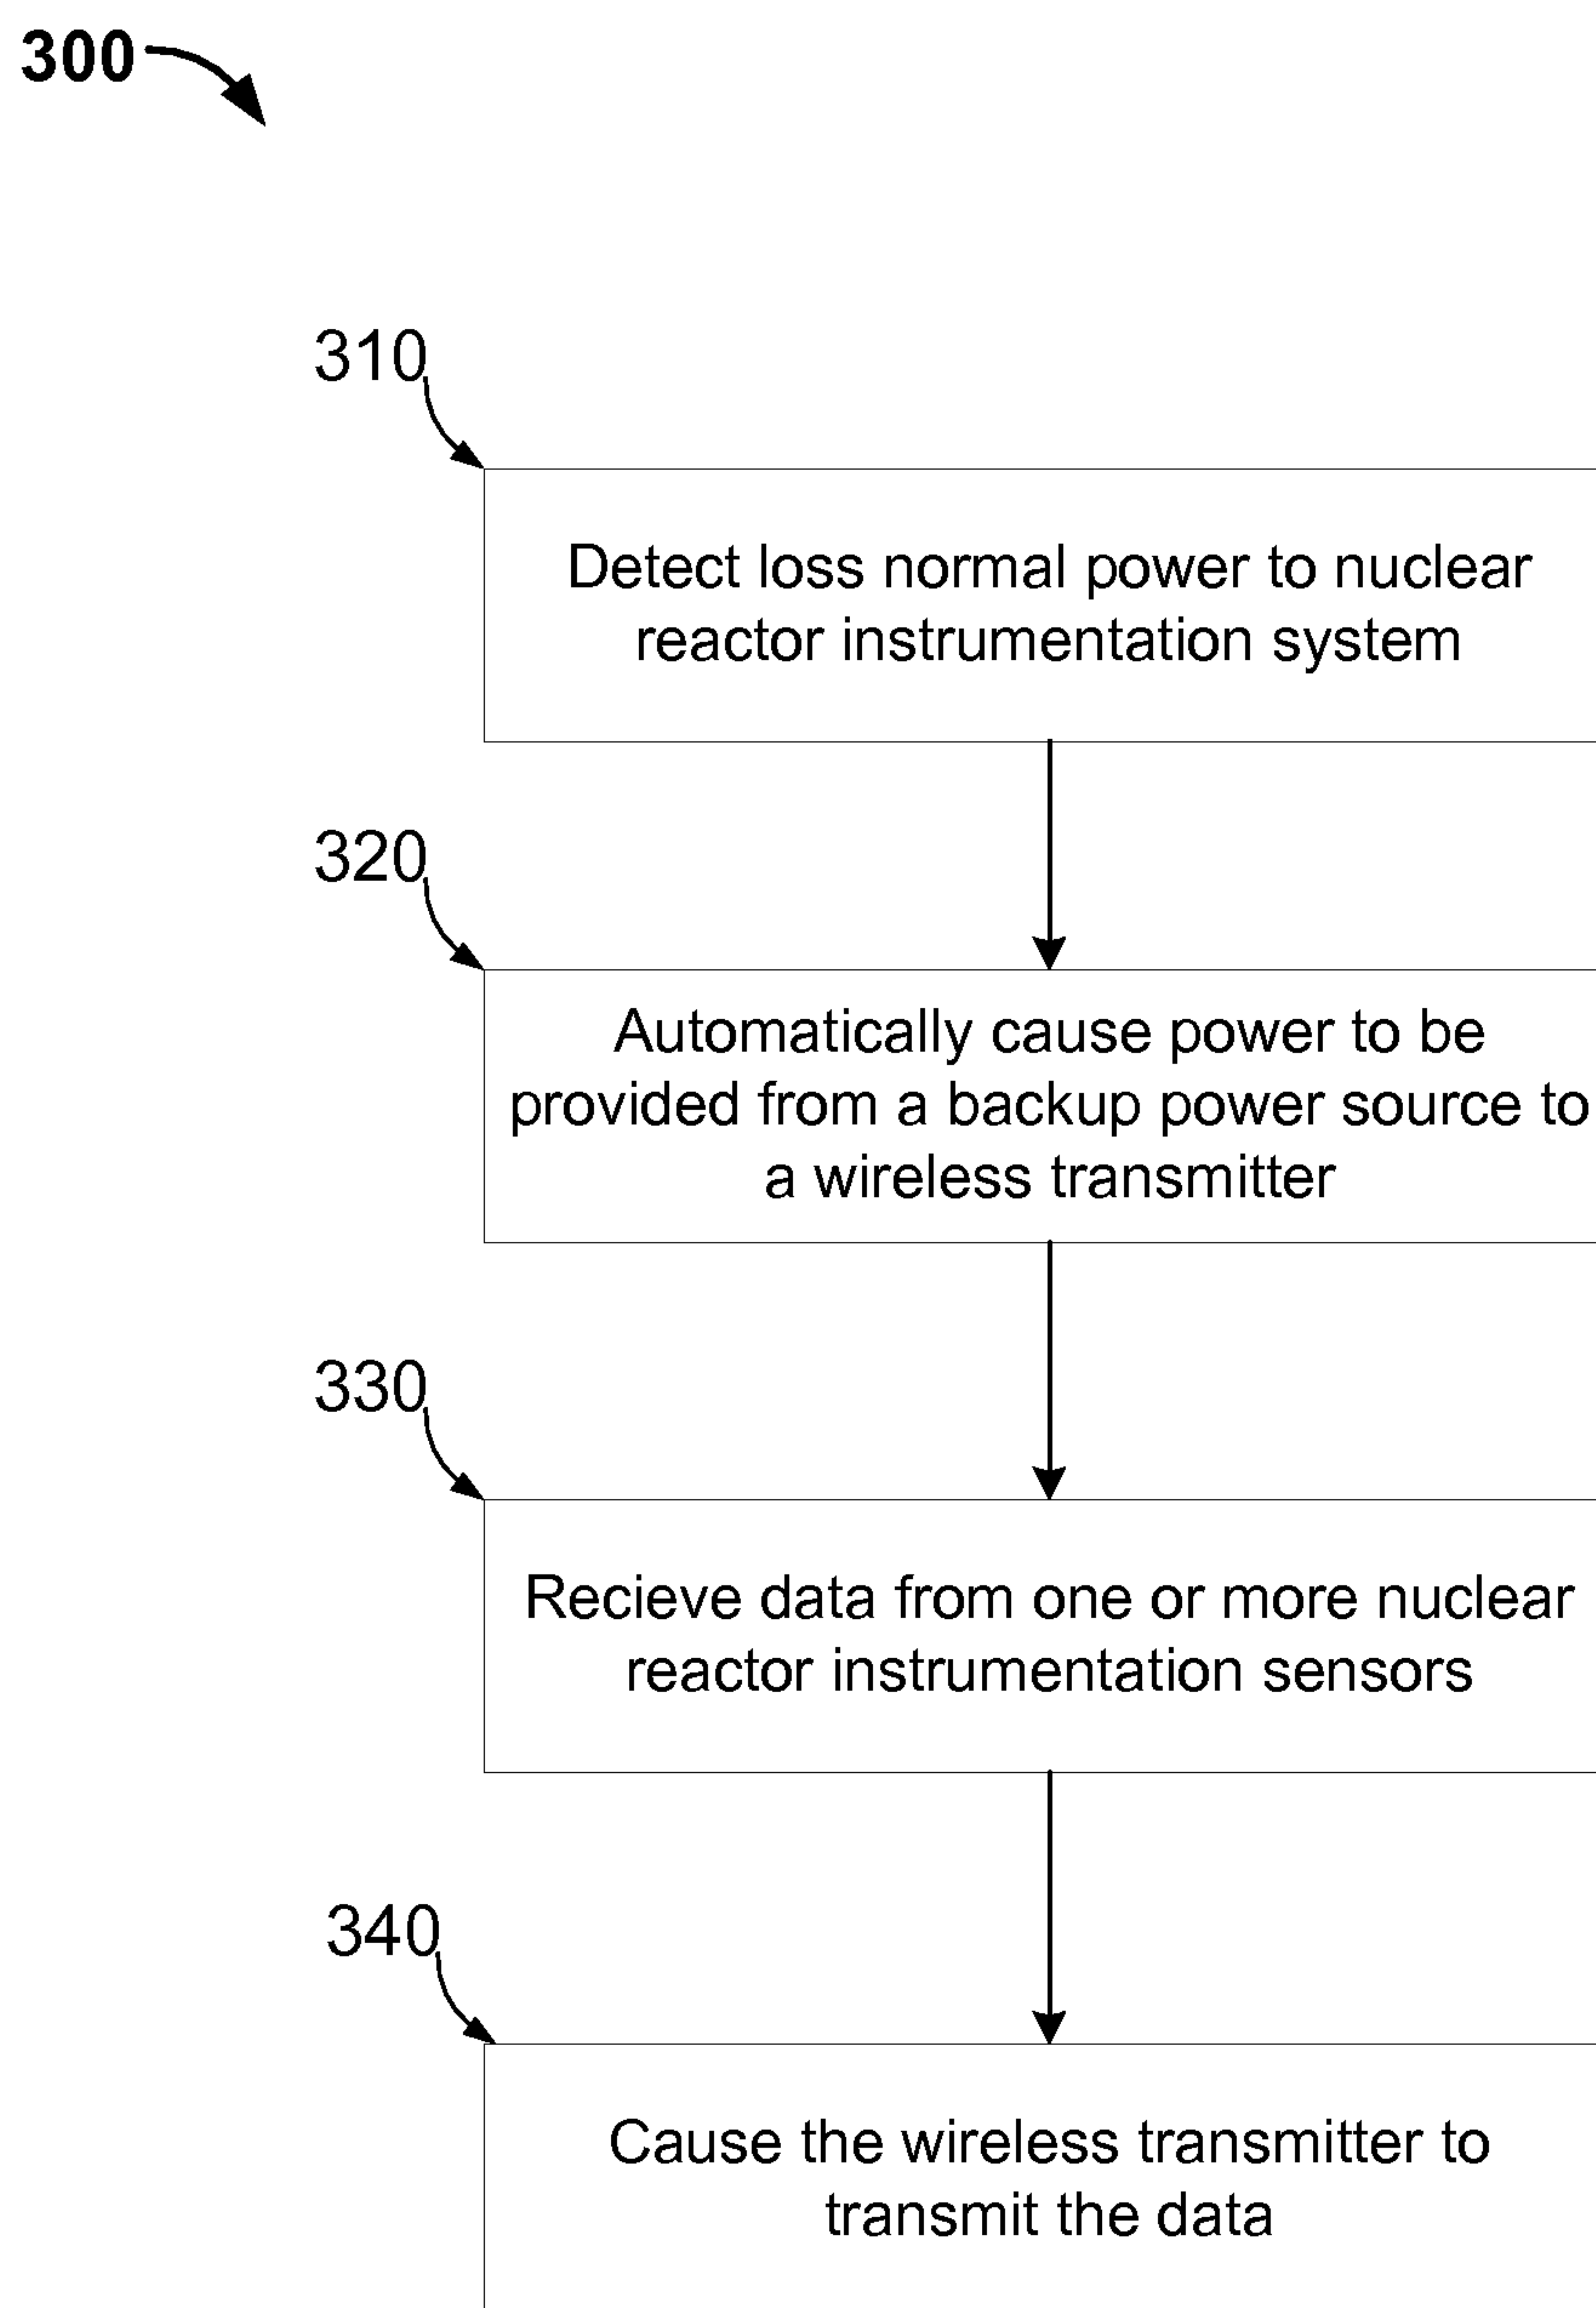 300
310
Detect loss normal power to nuclear
reactor instrumentation system
320
Automatically cause power to be
provided from a backup power source to
a wireless transmitter
330
Recieve data from one or more nuclear
reactor instrumentation sensors
340
Cause the wireless transmitter to
transmit the data